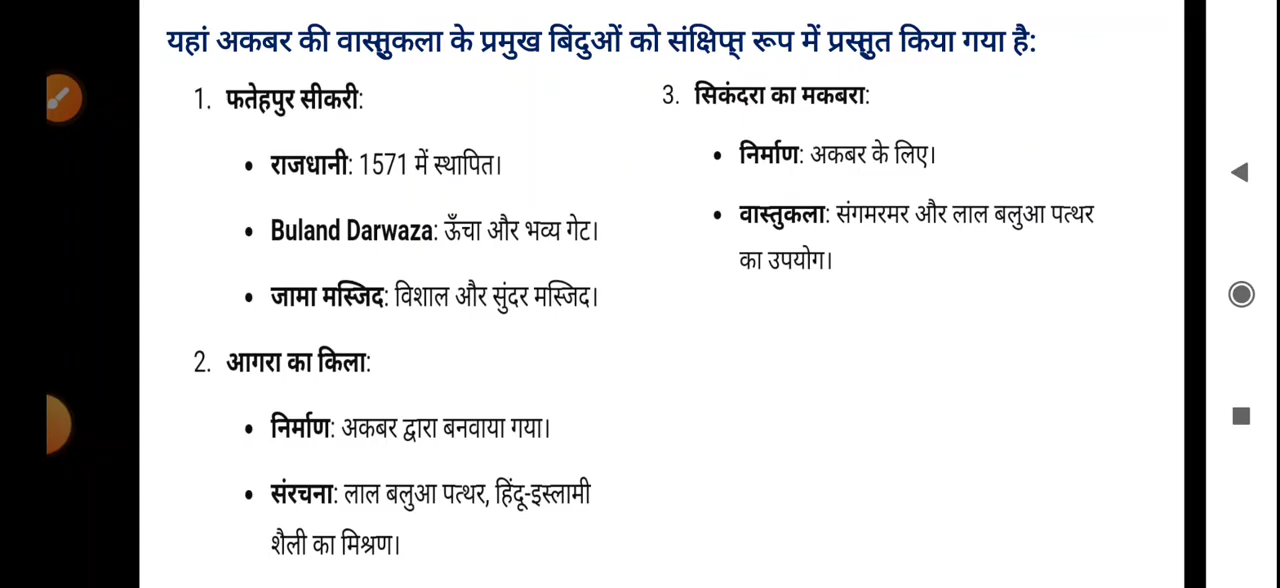 यहां अकबर की वास्तुकला के प्रमुख बिंदुओं को संक्षिप्त रूप में प्रस्तुत किया गया है:
1. फतेहपुर सीकरी:
• राजधानी: 1571 में स्थापित।
• Buland Darwaza: ऊँचा और भव्य गेट।
• जामा मस्जिद: विशाल और सुंदर मस्जिद।
2. आगरा का किला:
• निर्माण: अकबर द्वारा बनवाया गया।
• संरचना: लाल बलुआ पत्थर, हिंदू-इस्लामी
शैली का मिश्रण।
3. सिकंदरा का मकबरा:
• निर्माण: अकबर के लिए।
• वास्तुकला: संगमरमर और लाल बलुआ पत्थर
का उपयोग।